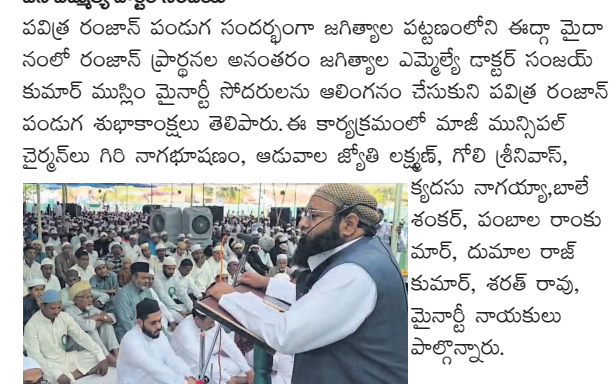 పవిత్ర రంజాన్ పండుగ సందర్భంగా జగిత్యాల పట్టణంలోని ఈద్గా మైదా
నంలో రంజాన్ ప్రార్థనల అనంతరం జగిత్యాల ఎమ్మెల్యే డాక్టర్ సంజయ్
కుమార్ ముస్లిం మైనార్టీ సోదరులను ఆలింగనం చేసుకుని పవిత్ర రంజాన్
పండుగ శుభాకాంక్షలు తెలిపారు.ఈ కార్యక్రమంలో మాజీ మున్సిపల్
చైర్మన్‌లు గిరి నాగభూషణం, ఆడువాల జ్యోతి లక్ష్మణ్, గోలి శ్రీనివాస్,
క్యదసు నాగయ్యా,బాలే
శంకర్, పంబాల రాంకు
మార్, దుమాల రాజ్
కుమార్, శరత్ రావు,
మైనార్టీ నాయకులు
పాల్గొన్నారు.